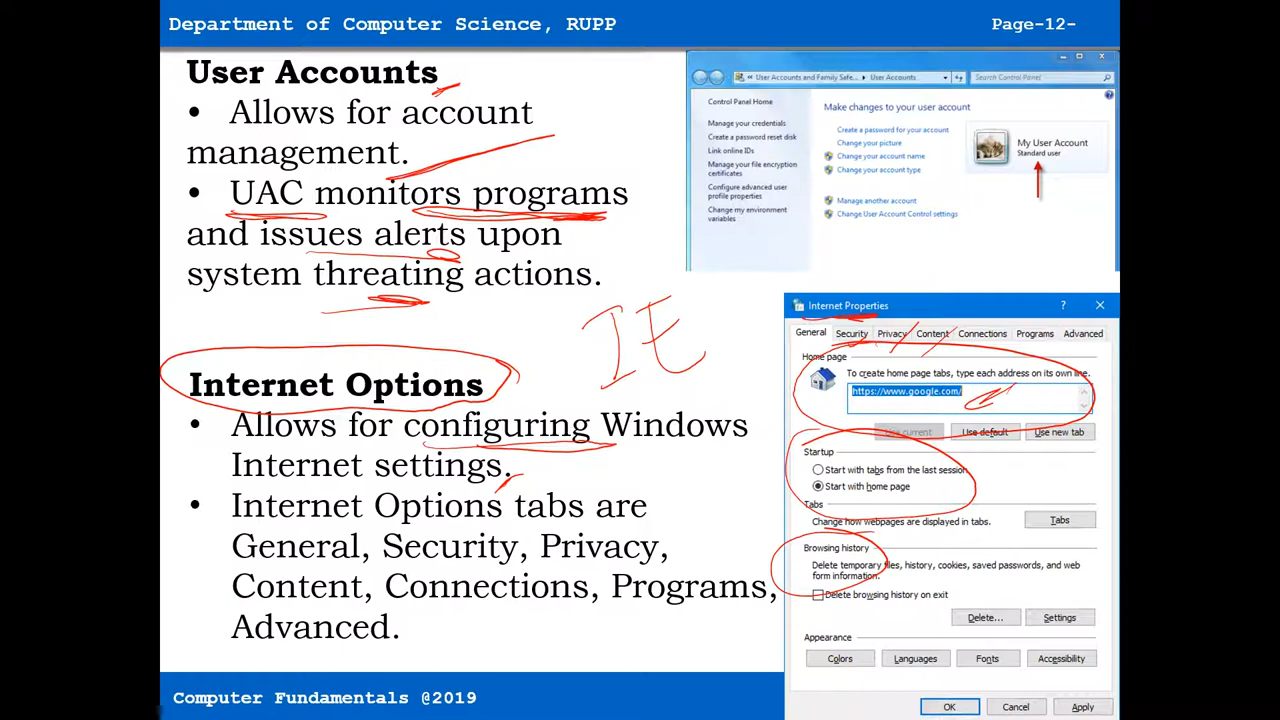 Department of Computer Science, RUPP
Page-12-
User Accounts
• Allows for account
management.
• UAC monitors programs
and issues alerts upon
system threating actions.
IE
Internet Options
• Allows for configuring Windows
Internet settings.
• Internet Options tabs are
General, Security, Privacy,
Content, Connections, Programs,
Advanced.
« User Accounts and Family Safe... ▸ User Accounts
Search Control Panel
Control Panel Home
Manage your credentials
Create a password reset disk
Link online IDs
Manage your file encryption
certificates
Configure advanced user
profile properties
Change my environment
variables
Make changes to your user account
Create a password for your account
Change your picture
Change your account name
Change your account type
Manage another account
Change User Account Control settings
My User Account
Standard user
Internet Properties
General Security Privacy Content Connections Programs Advanced
Home page
To create home page tabs, type each address on its own line.
https://www.google.com/
Use current Use default Use new tab
Startup
Start with tabs from the last session
Start with home page
Tabs
Change how webpages are displayed in tabs.
Tabs
Browsing history
Delete temporary files, history, cookies, saved passwords, and web
form information.
Delete browsing history on exit
Delete... Settings
Appearance
Colors Languages Fonts Accessibility
OK Cancel Apply
Computer Fundamentals @2019